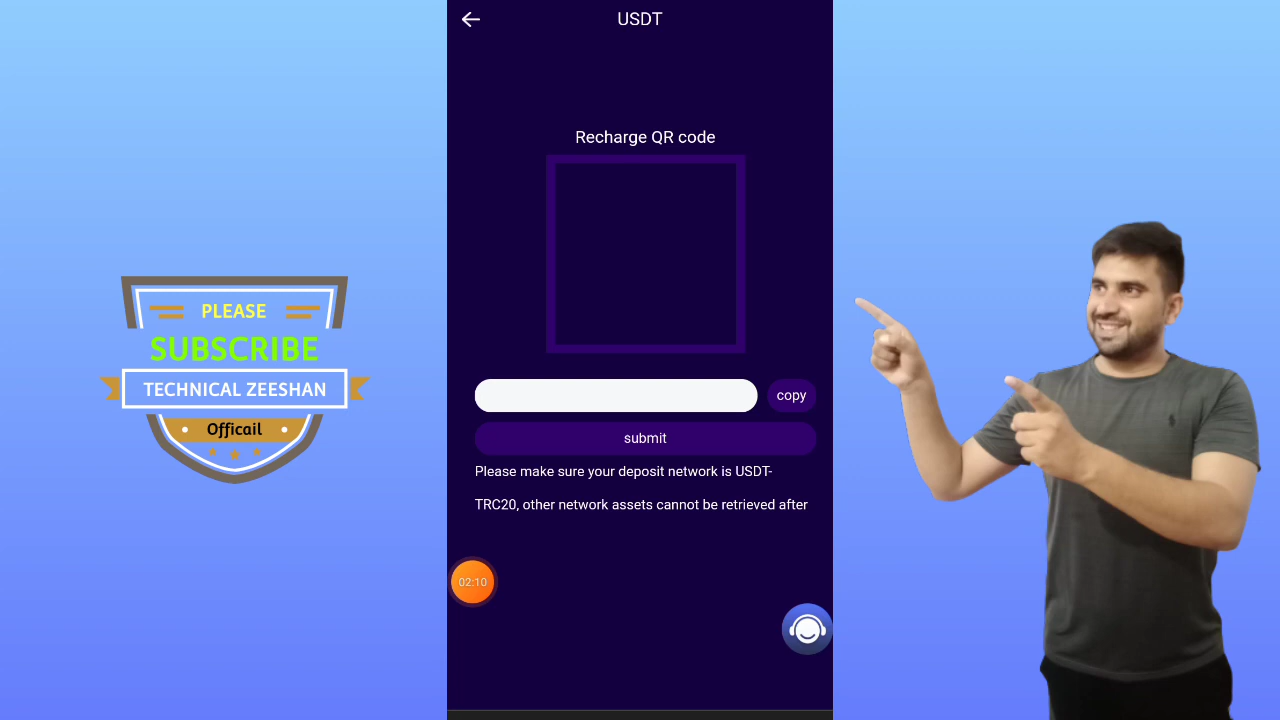 USDT
Recharge QR code
copy
submit
Please make sure your deposit network is USDT-
TRC20, other network assets cannot be retrieved after
02:10
PLEASE
SUBSCRIBE
TECHNICAL ZEESHAN
Officail